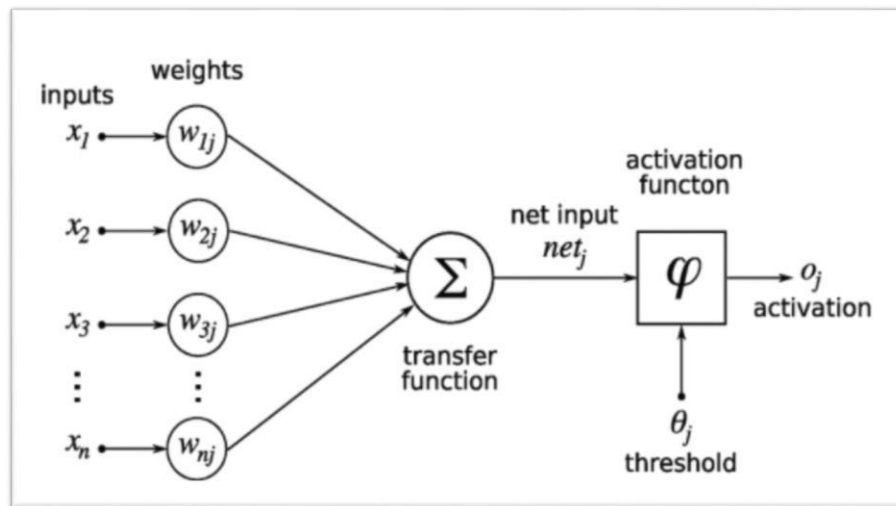 weights
inputs
x1
w1j
x2
w2j
x3
w3j
xn
wnj
Σ
transfer
function
net input
netj
activation
functon
φ
oj
activation
θj
threshold